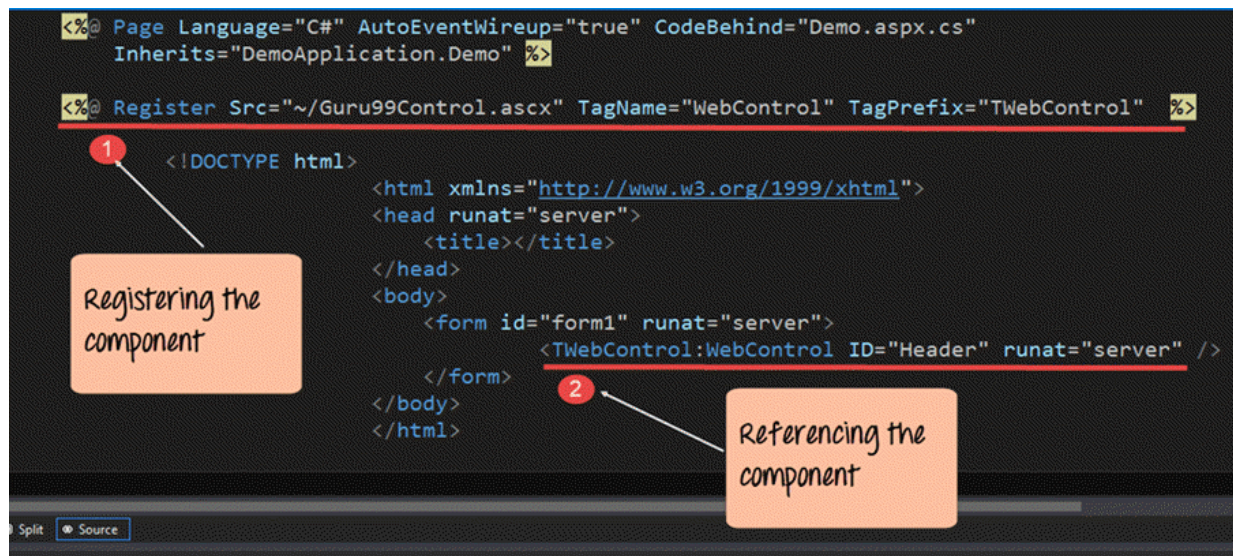 <%@ Page Language="C#" AutoEventWireup="true" CodeBehind="Demo.aspx.cs"
Inherits="DemoApplication.Demo" %>
<%@ Register Src="~/Guru99Control.ascx" TagName="WebControl" TagPrefix="TWebControl" %>
1
<!DOCTYPE html>
<html xmlns="http://www.w3.org/1999/xhtml">
<head runat="server">
<title></title>
</head>
<body>
<form id="form1" runat="server">
<TWebControl:WebControl ID="Header" runat="server" />
</form>
</body>
</html>
Registering the
component
2
Referencing the
component
Split
Source